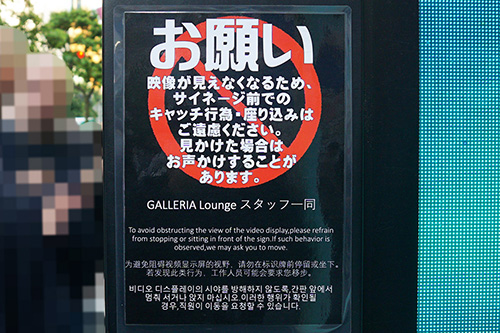 お願い
映像が見えなくなるため、
サイネージ前での
キャッチ行為・座り込みは
ご遠慮ください。
見かけた場合は
お声かけすることが
あります。
GALLERIA Lounge スタッフ一同
To avoid obstructing the view of the video display,please refrain
from stopping or sitting in front of the sign.If such behavior is
observed,we may ask you to move.
为避免阻碍视频显示屏的视野，请勿在标识牌前停留或坐下。
若发现此类行为，工作人员可能会要求您移步。
비디오 디스플레이의 시야를 방해하지 않도록,간판 앞에서
멈춰 서거나 앉지 마십시오.이러한 행위가 확인될
경우,직원이 이동을 요청할 수 있습니다.